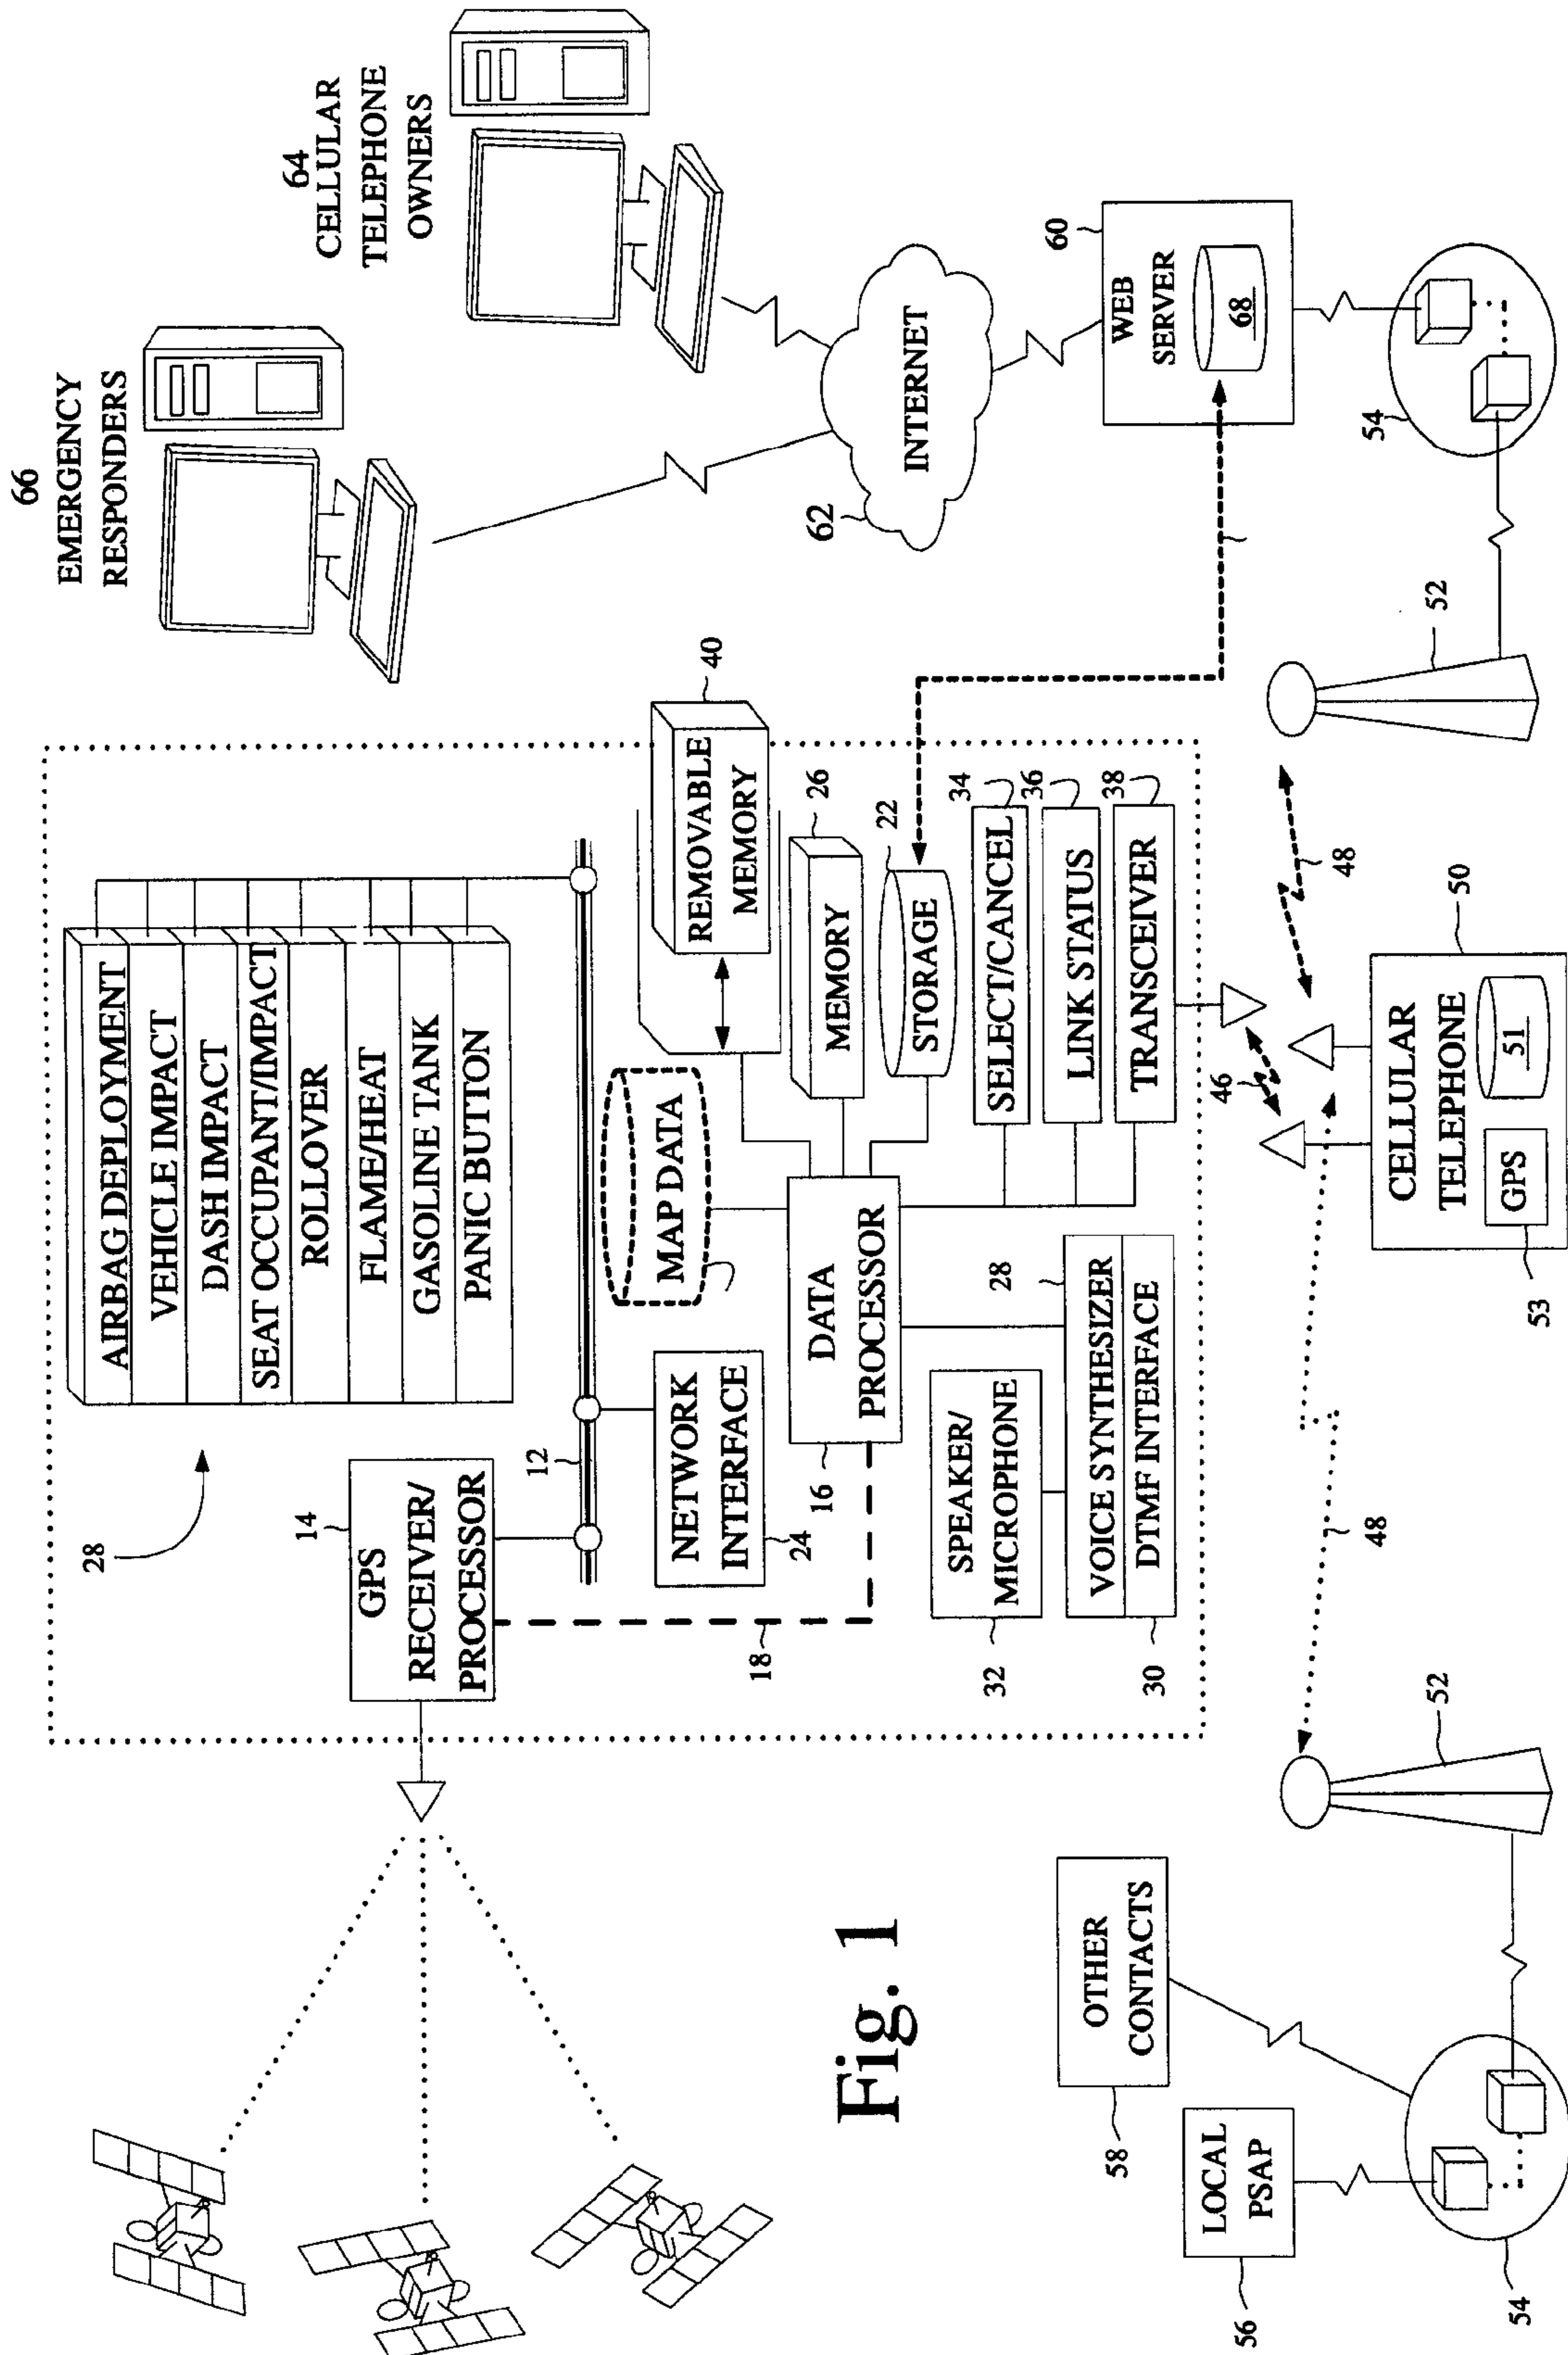 66
EMERGENCY
RESPONDERS
64
CELLULAR
TELEPHONE
OWNERS
28
AIRBAG DEPLOYMENT
VEHICLE IMPACT
DASH IMPACT
SEAT OCCUPANT/IMPACT
ROLLOVER
FLAME/HEAT
GASOLINE TANK
PANIC BUTTON
14
GPS
RECEIVER/
PROCESSOR
12
18
NETWORK
INTERFACE
24
MAP DATA
REMOVABLE
MEMORY
40
MEMORY
26
STORAGE
22
DATA
PROCESSOR
16
SELECT/CANCEL
34
LINK STATUS
36
TRANSCEIVER
38
SPEAKER/
MICROPHONE
32
VOICE SYNTHESIZER
28
DTMF INTERFACE
30
INTERNET
62
WEB
SERVER
60
68
54
52
48
46
CELLULAR
TELEPHONE
50
51
GPS
53
48
52
OTHER
CONTACTS
58
LOCAL
PSAP
56
54
Fig. 1